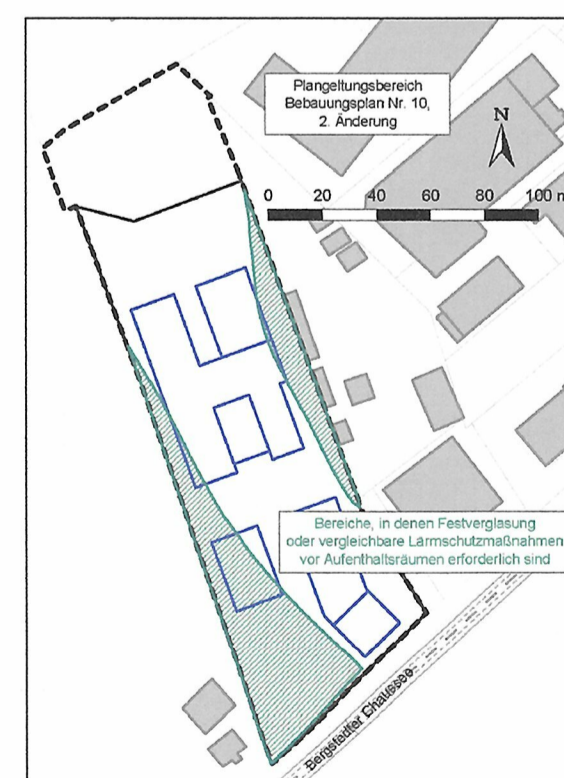 Plangeltungsbereich
Bebauungsplan Nr. 10,
2. Änderung
N
0 20 40 60 80 100 m
Bereiche, in denen Festverglasung
oder vergleichbare Lärmschutzmaßnahmen
vor Aufenthaltsräumen erforderlich sind
Bergstedter Chaussee